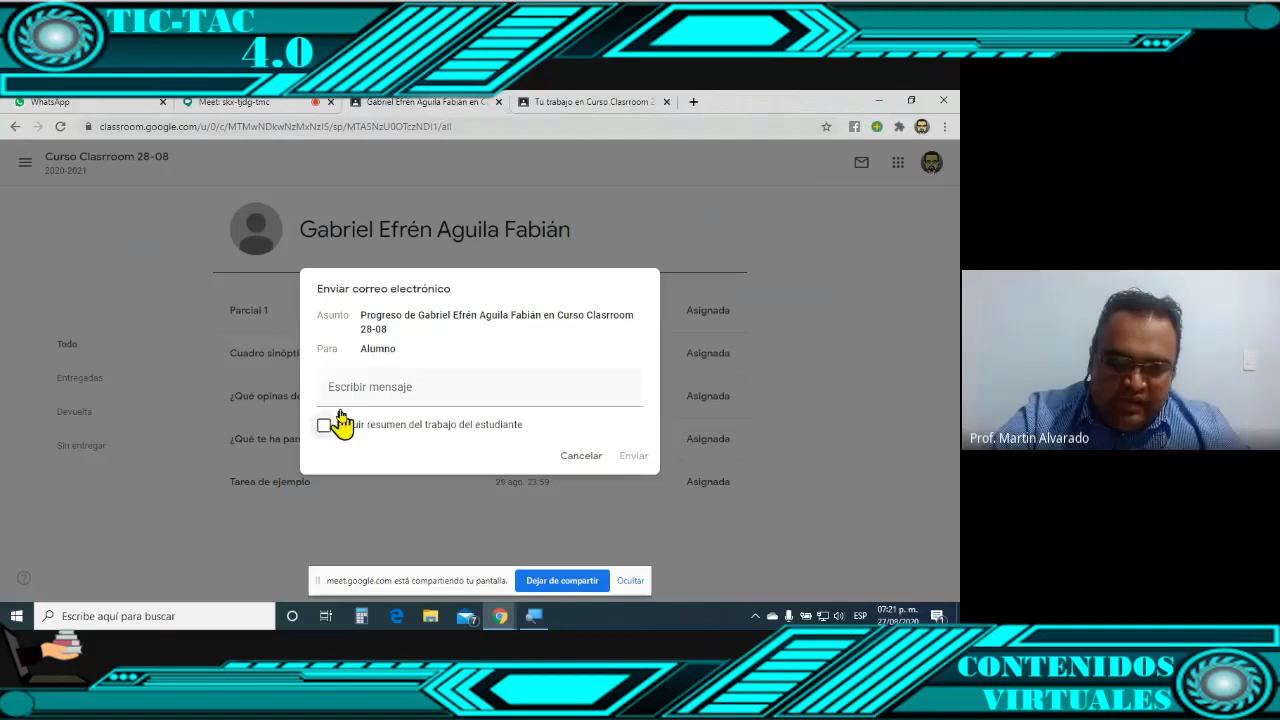 TIC-TAC
4.0
WhatsApp
Meet: skx-tjdg-tmc
Gabriel Efrén Aguila Fabián en C
Tu trabajo en Curso Clasrroom 2
classroom.google.com/u/0/c/MTMwNDkwNzMxNzI5/sp/MTA5NzU0OTczNDI1/all
Curso Clasrroom 28-08
2020-2021
Gabriel Efrén Aguila Fabián
Enviar correo electrónico
Asunto Progreso de Gabriel Efrén Aguila Fabián en Curso Clasrroom
28-08
Para Alumno
Escribir mensaje
resumen del trabajo del estudiante
Cancelar Enviar
Todo
Entregadas
Devuelta
Sin entregar
Parcial 1 Asignada
Cuadro sinópti Asignada
¿Qué opinas de Asignada
¿Qué te ha par Asignada
Tarea de ejemplo 29 ago. 23:59 Asignada
meet.google.com está compartiendo tu pantalla. Dejar de compartir Ocultar
Escribe aquí para buscar
7
ESP
07:21 p. m.
27/08/2020
Prof. Martin Alvarado
CONTENIDOS
VIRTUALES